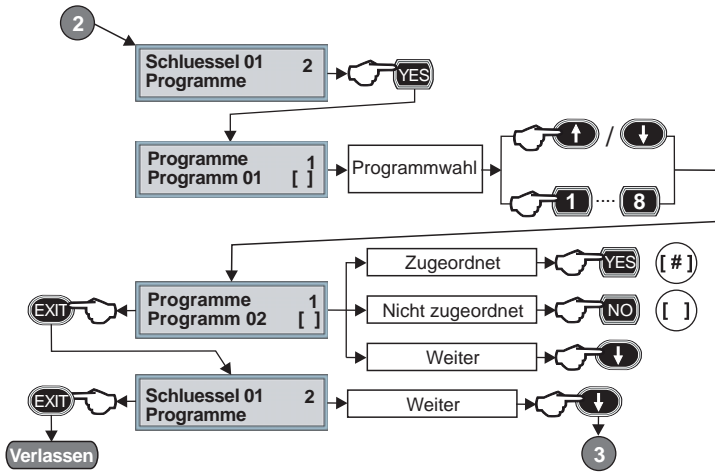 2
Schluessel 01 2
Programme
YES
Programme 1
Programm 01 [ ]
Programmwahl
/
1 ···· 8
Zugeordnet
YES
[ # ]
Programme 1
Programm 02 [ ]
EXIT
Nicht zugeordnet
NO
[ ]
Weiter
Schluessel 01 2
Programme
EXIT
Weiter
Verlassen
3